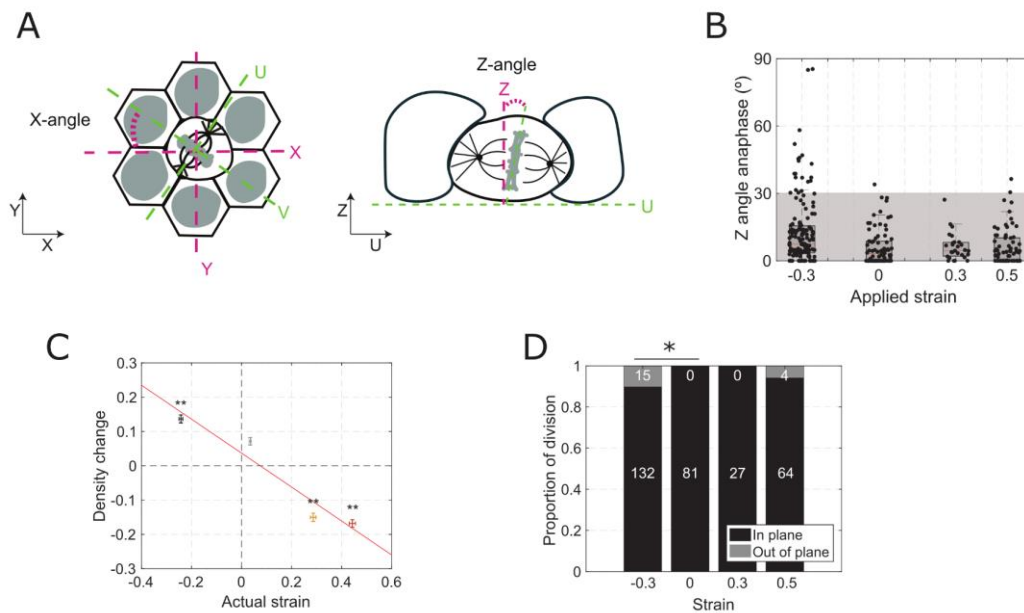 A
X-angle
U
X
V
Y
Y
X
Z-angle
Z
U
Z
U
B
Z angle anaphase (º)
90
60
30
0
-0.3
0
0.3
0.5
Applied strain
C
Density change
0.3
0.2
0.1
0
-0.1
-0.2
-0.3
**
**
**
-0.4
-0.2
0
0.2
0.4
0.6
Actual strain
D
*
Proportion of division
1
0.8
0.6
0.4
0.2
0
15
0
0
4
132
81
27
64
In plane
Out of plane
-0.3
0
0.3
0.5
Strain